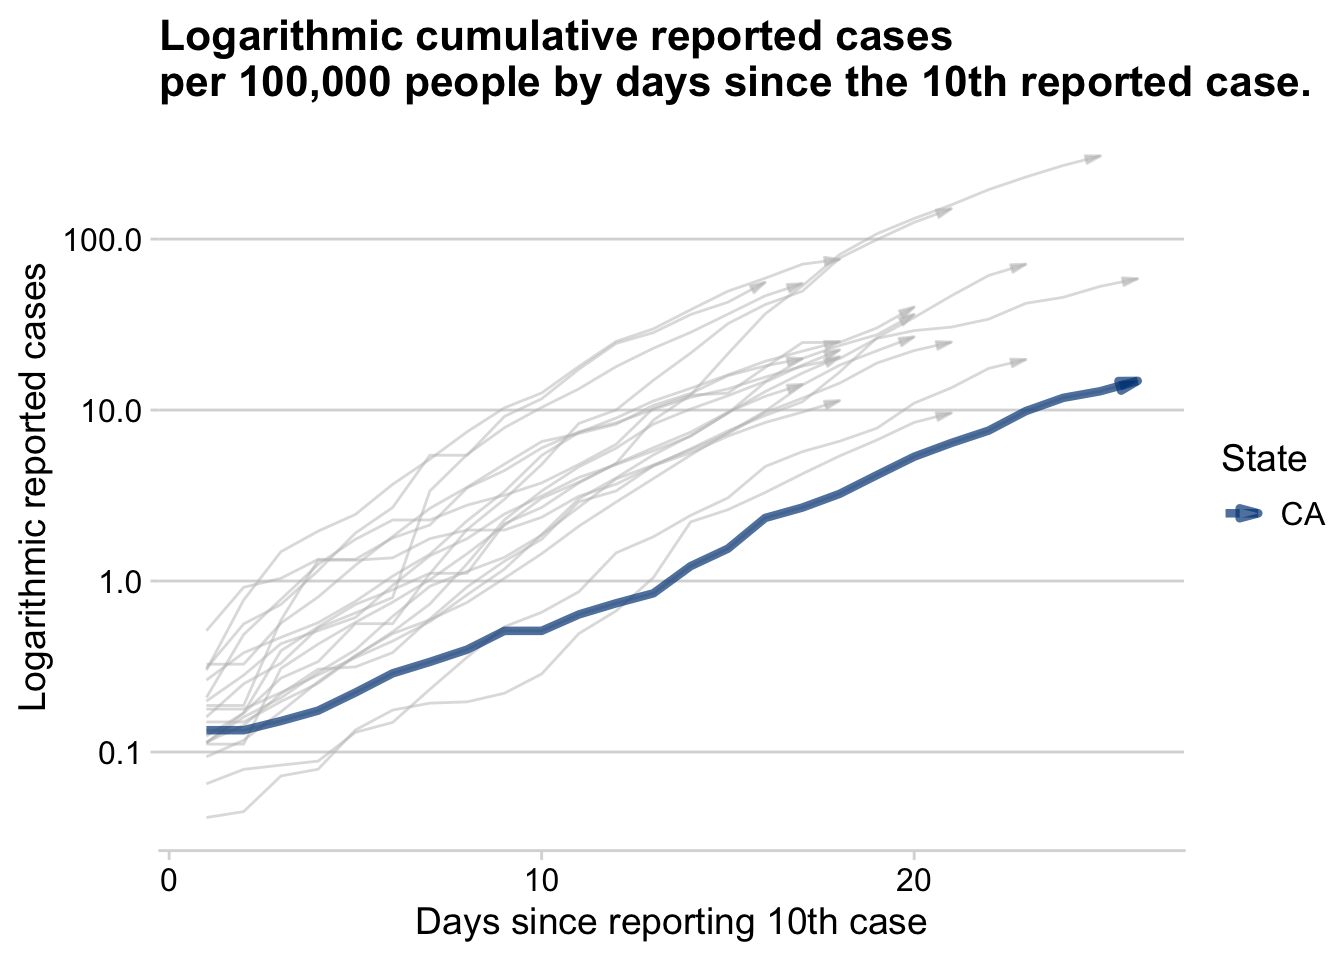 Logarithmic cumulative reported cases
per 100,000 people by days since the 10th reported case.
Logarithmic reported cases
100.0
10.0
1.0
0.1
0
10
20
Days since reporting 10th case
State
CA